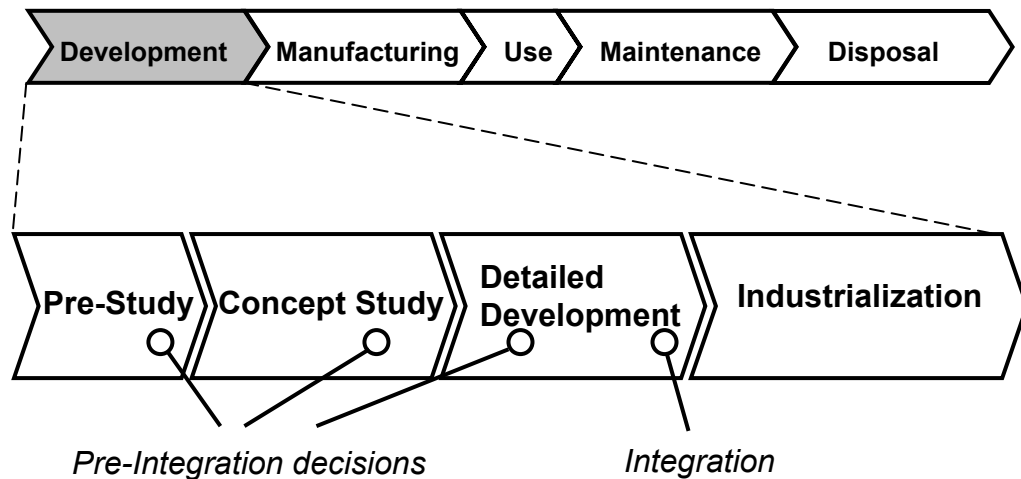 Development
Manufacturing
Use
Maintenance
Disposal
Pre-Study
Concept Study
Detailed
Development
Industrialization
Pre-Integration decisions
Integration